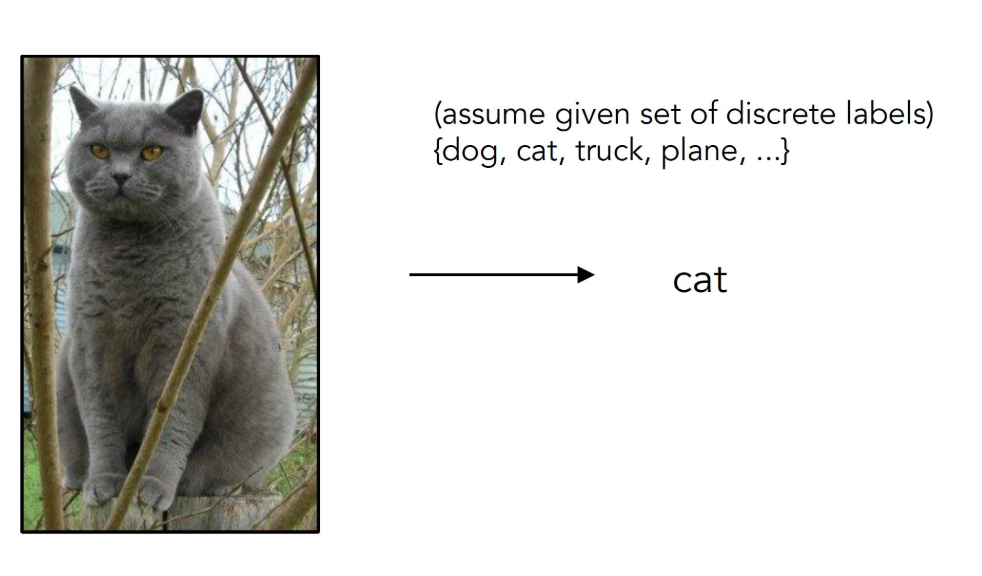 (assume given set of discrete labels)
{dog, cat, truck, plane, ...}
cat